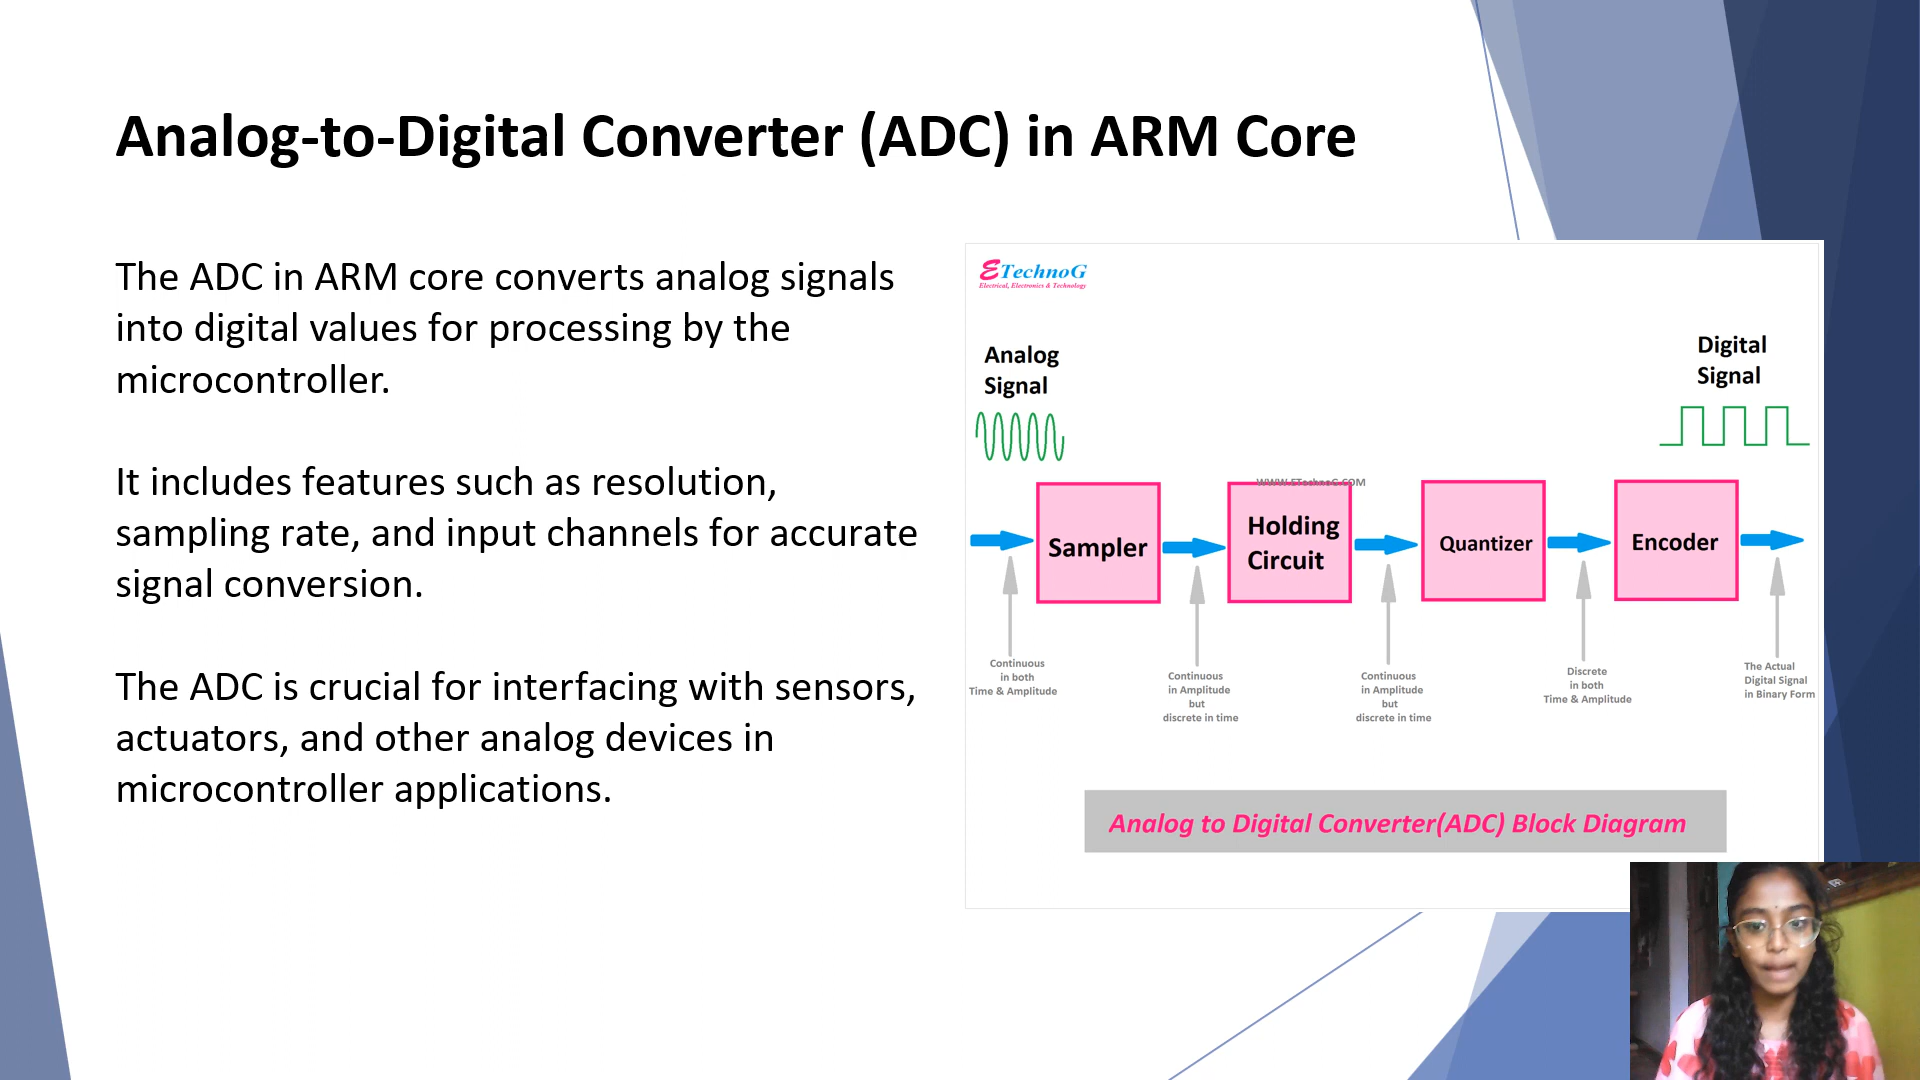 Analog-to-Digital Converter (ADC) in ARM Core
The ADC in ARM core converts analog signals
into digital values for processing by the
microcontroller.
It includes features such as resolution,
sampling rate, and input channels for accurate
signal conversion.
The ADC is crucial for interfacing with sensors,
actuators, and other analog devices in
microcontroller applications.
ETechnoG
Electrical, Electronics & Technology
Analog
Signal
Digital
Signal
WWW.ETechnoG.COM
Sampler
Holding
Circuit
Quantizer
Encoder
Continuous
in both
Time & Amplitude
Continuous
in Amplitude
but
discrete in time
Continuous
in Amplitude
but
discrete in time
Discrete
in both
Time & Amplitude
The Actual
Digital Signal
in Binary Form
Analog to Digital Converter(ADC) Block Diagram